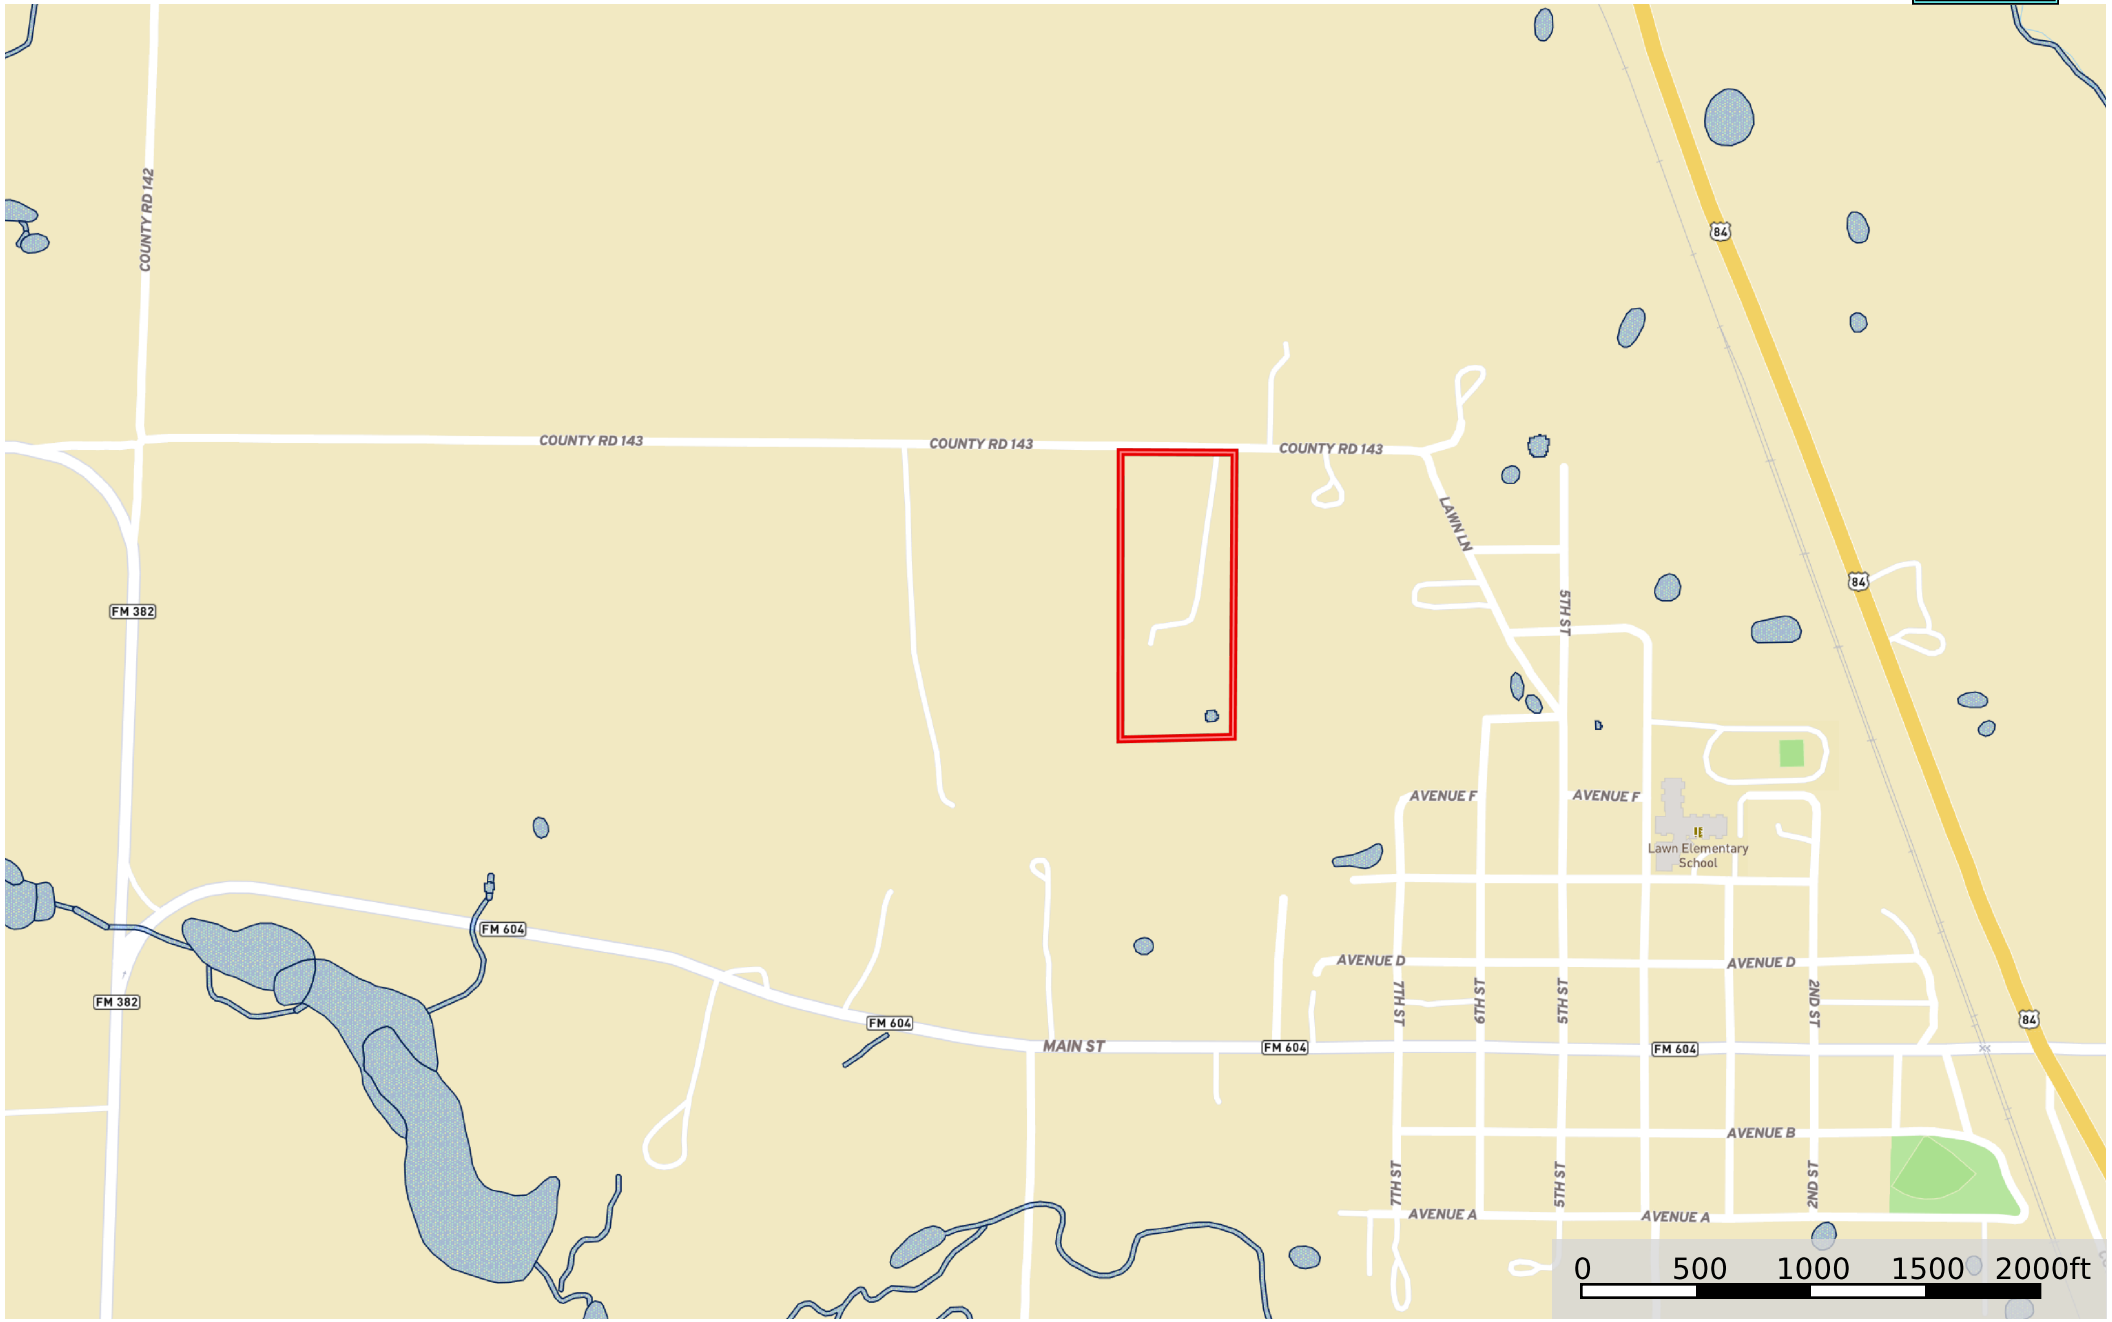 COUNTY RD 142
84
COUNTY RD 143
COUNTY RD 143
COUNTY RD 143
LAWN LN
84
FM 382
5TH ST
AVENUE F
AVENUE F
Lawn Elementary
School
FM 604
AVENUE D
AVENUE D
FM 382
7TH ST
6TH ST
5TH ST
2ND ST
84
FM 604
MAIN ST
FM 604
FM 604
AVENUE B
7TH ST
5TH ST
2ND ST
AVENUE A
AVENUE A
0 500 1000 1500 2000ft